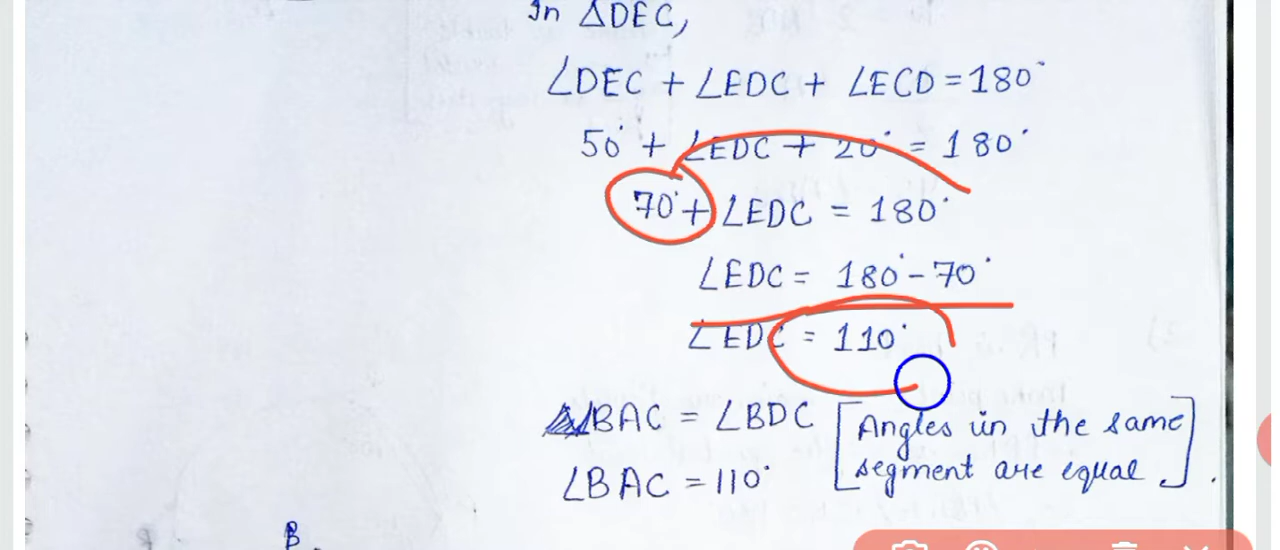 In ΔDEC,
∠DEC + ∠EDC + ∠ECD = 180°
50° + ∠EDC + 20° = 180°
70° + ∠EDC = 180°
∠EDC = 180° - 70°
∠EDC = 110°
∠BAC = ∠BDC [Angles in the same
segment are equal].
∠BAC = 110°
B